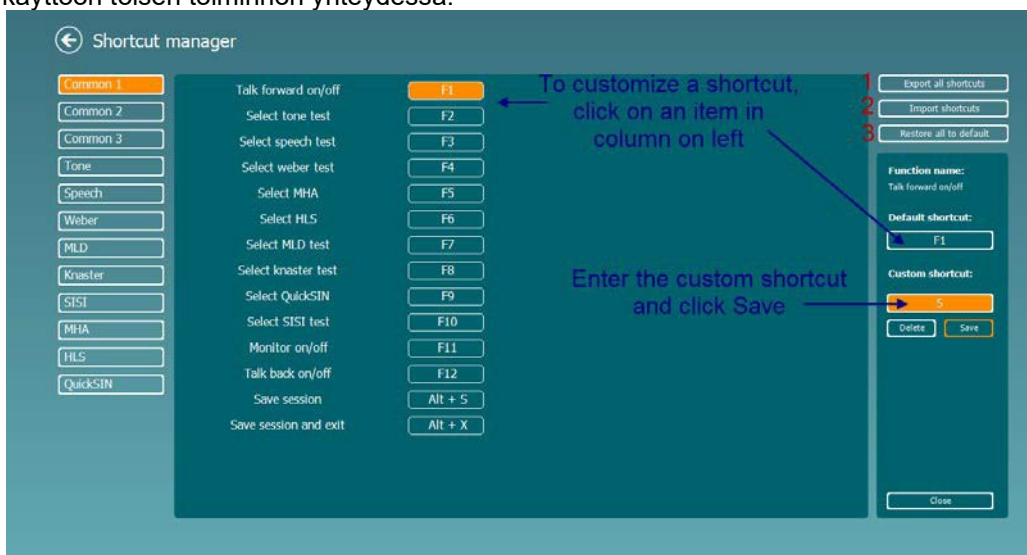 käyttöön toisen toiminnon yhteydessä.
Shortcut manager
Common 1
Common 2
Common 3
Tone
Speech
Weber
MLD
Knaster
SISI
MHA
HLS
QuickSIN
Talk forward on/off F1
Select tone test F2
Select speech test F3
Select weber test F4
Select MHA F5
Select HLS F6
Select MLD test F7
Select knaster test F8
Select QuickSIN F9
Select SISI test F10
Monitor on/off F11
Talk back on/off F12
Save session Alt + S
Save session and exit Alt + X
To customize a shortcut,
click on an item in
column on left
Enter the custom shortcut
and click Save
1 Export all shortcuts
2 Import shortcuts
3 Restore all to default
Function name:
Talk forward on/off
Default shortcut:
F1
Custom shortcut:
S
Delete Save
Close